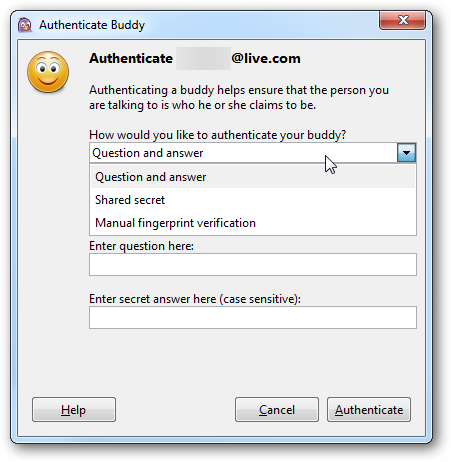 Authenticate Buddy
Authenticate @live.com
Authenticating a buddy helps ensure that the person you
are talking to is who he or she claims to be.
How would you like to authenticate your buddy?
Question and answer
Question and answer
Shared secret
Manual fingerprint verification
Enter question here:
Enter secret answer here (case sensitive):
Help
Cancel
Authenticate